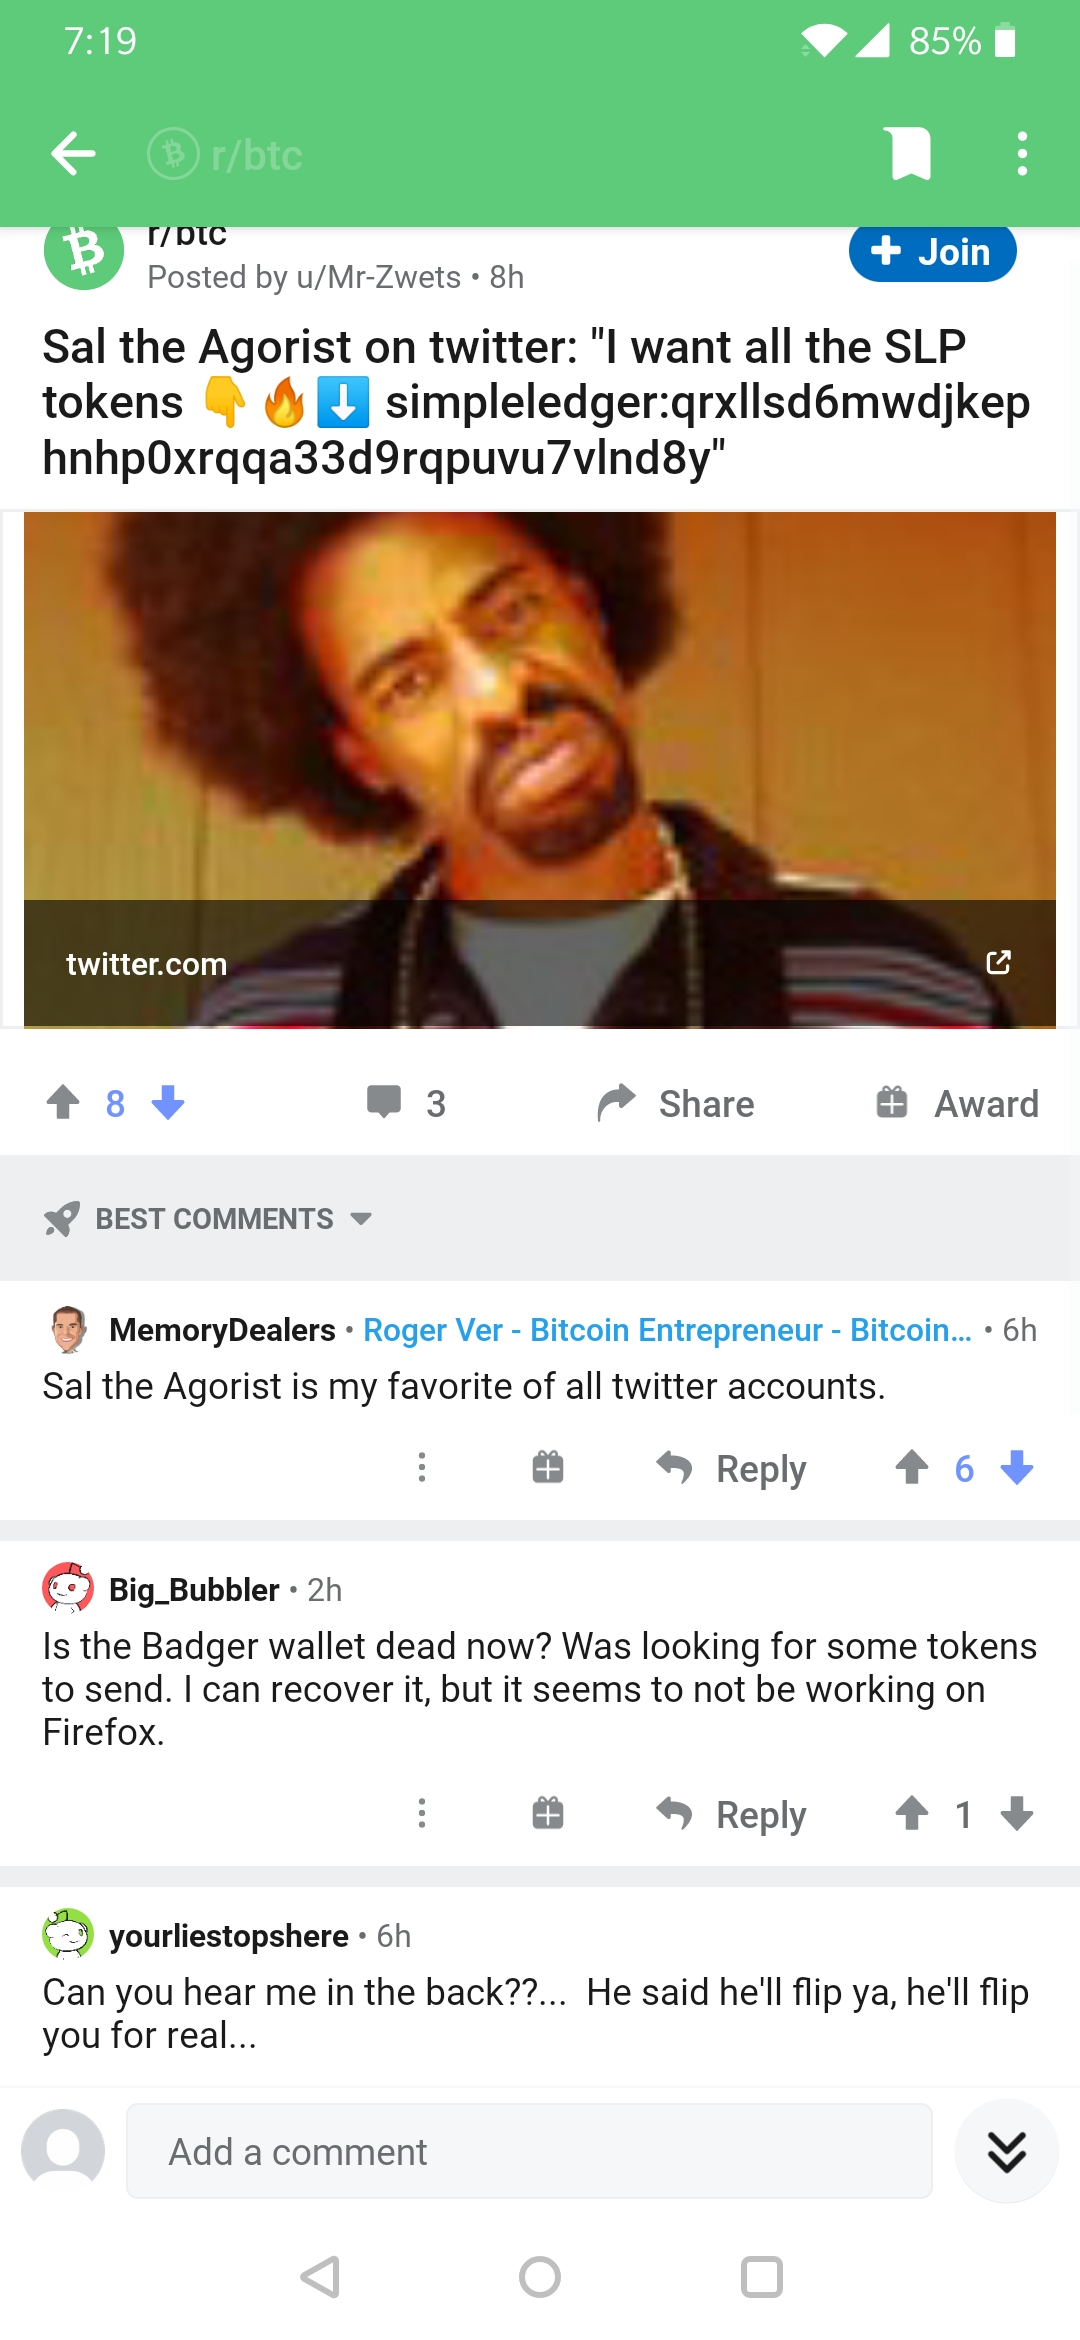 7:19
85%
r/btc
r/btc
Posted by u/Mr-Zwets • 8h
Join
Sal the Agorist on twitter: "I want all the SLP
tokens 👇🔥⬇️ simpleledger:qrxllsd6mwdjkep
hnhp0xrqqa33d9rqpuvu7vlnd8y"
twitter.com
8
3
Share
Award
BEST COMMENTS
MemoryDealers • Roger Ver - Bitcoin Entrepreneur - Bitcoin... • 6h
Sal the Agorist is my favorite of all twitter accounts.
Reply
6
Big_Bubbler • 2h
Is the Badger wallet dead now? Was looking for some tokens
to send. I can recover it, but it seems to not be working on
Firefox.
Reply
1
yourliestopshere • 6h
Can you hear me in the back??...  He said he'll flip ya, he'll flip
you for real...
Add a comment